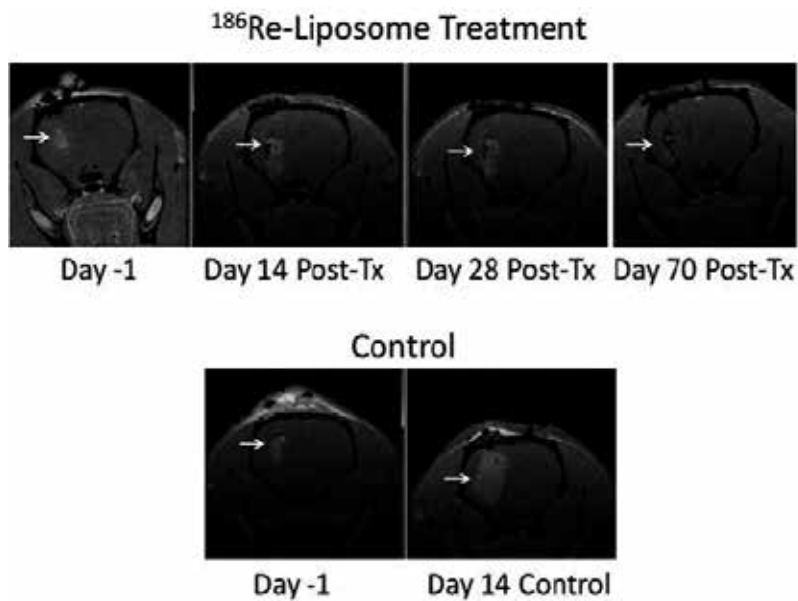 ¹⁸⁶Re-Liposome Treatment
Day -1 Day 14 Post-Tx Day 28 Post-Tx Day 70 Post-Tx
Control
Day -1 Day 14 Control